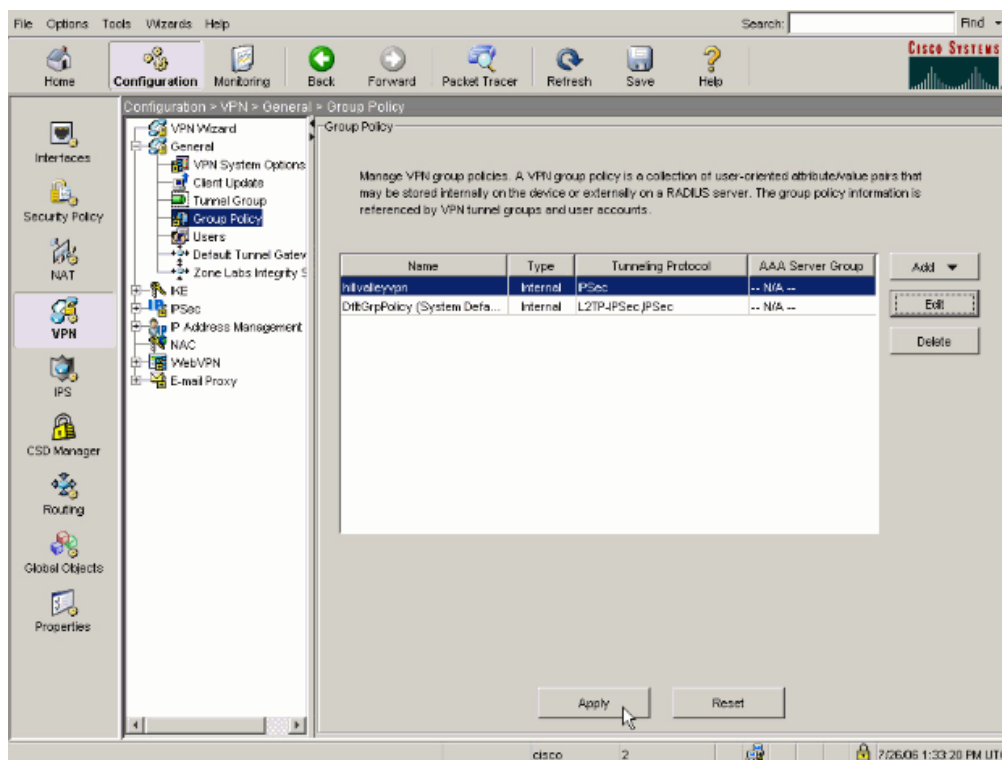 File Options Tools Wizards Help Search: Find
Home Configuration Monitoring Back Forward Packet Tracer Refresh Save Help
CISCO SYSTEMS
Configuration > VPN > General > Group Policy
Interfaces
Security Policy
NAT
VPN
IPS
CSD Manager
Routing
Global Objects
Properties
VPN Wizard
General
VPN System Options
Client Update
Tunnel Group
Group Policy
Users
Default Tunnel Gatew
Zone Labs Integrity S
IKE
IPSec
IP Address Management
NAC
WebVPN
E-mail Proxy
Group Policy
Manage VPN group policies. A VPN group policy is a collection of user-oriented attribute/value pairs that
may be stored internally on the device or externally on a RADIUS server. The group policy information is
referenced by VPN tunnel groups and user accounts.
Name Type Tunneling Protocol AAA Server Group
hillvalleyvpn Internal IPSec -- N/A --
DfltGrpPolicy (System Defa... Internal L2TP-IPSec,IPSec -- N/A --
Add
Edit
Delete
Apply Reset
cisco 2 7/26/06 1:33:20 PM UT